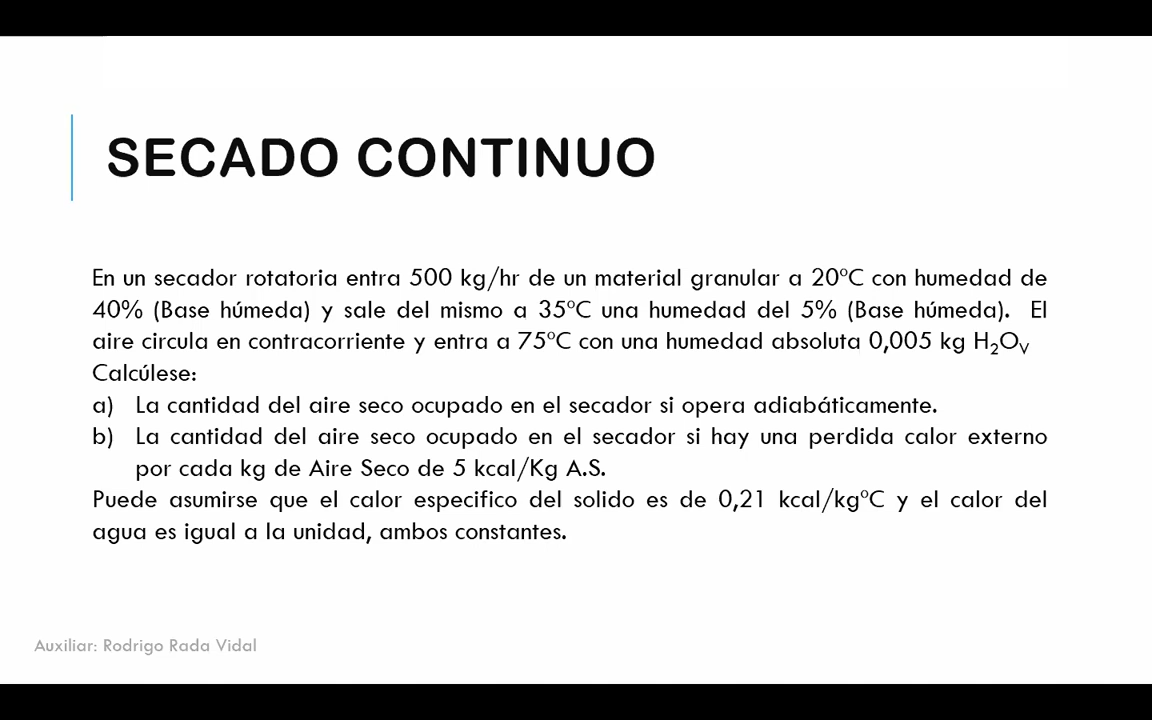 SECADO CONTINUO
En un secador rotatoria entra 500 kg/hr de un material granular a 20ºC con humedad de
40% (Base húmeda) y sale del mismo a 35ºC una humedad del 5% (Base húmeda). El
aire circula en contracorriente y entra a 75ºC con una humedad absoluta 0,005 kg H₂Oᵥ
Calcúlese:
a) La cantidad del aire seco ocupado en el secador si opera adiabáticamente.
b) La cantidad del aire seco ocupado en el secador si hay una perdida calor externo
por cada kg de Aire Seco de 5 kcal/Kg A.S.
Puede asumirse que el calor especifico del solido es de 0,21 kcal/kgºC y el calor del
agua es igual a la unidad, ambos constantes.
Auxiliar: Rodrigo Rada Vidal